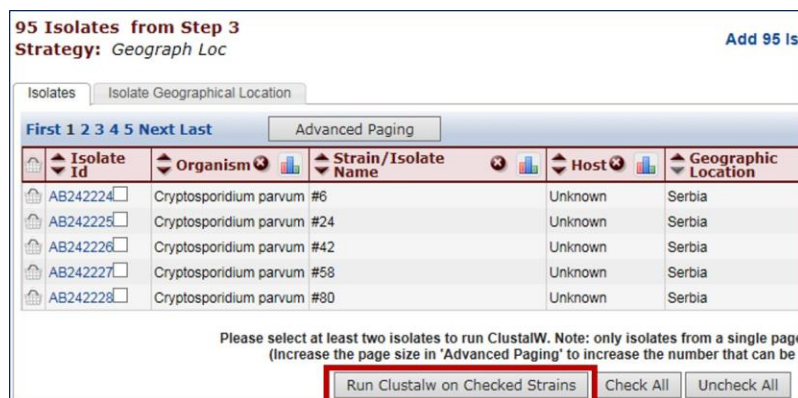 95 Isolates from Step 3
Strategy: Geograph Loc
Add 95 Is
Isolates Isolate Geographical Location
First 1 2 3 4 5 Next Last Advanced Paging
Isolate Id Organism Strain/Isolate Name Host Geographic Location
AB242224 Cryptosporidium parvum #6 Unknown Serbia
AB242225 Cryptosporidium parvum #24 Unknown Serbia
AB242226 Cryptosporidium parvum #42 Unknown Serbia
AB242227 Cryptosporidium parvum #58 Unknown Serbia
AB242228 Cryptosporidium parvum #80 Unknown Serbia
Please select at least two isolates to run ClustalW. Note: only isolates from a single page
(Increase the page size in 'Advanced Paging' to increase the number that can be
Run Clustalw on Checked Strains Check All Uncheck All